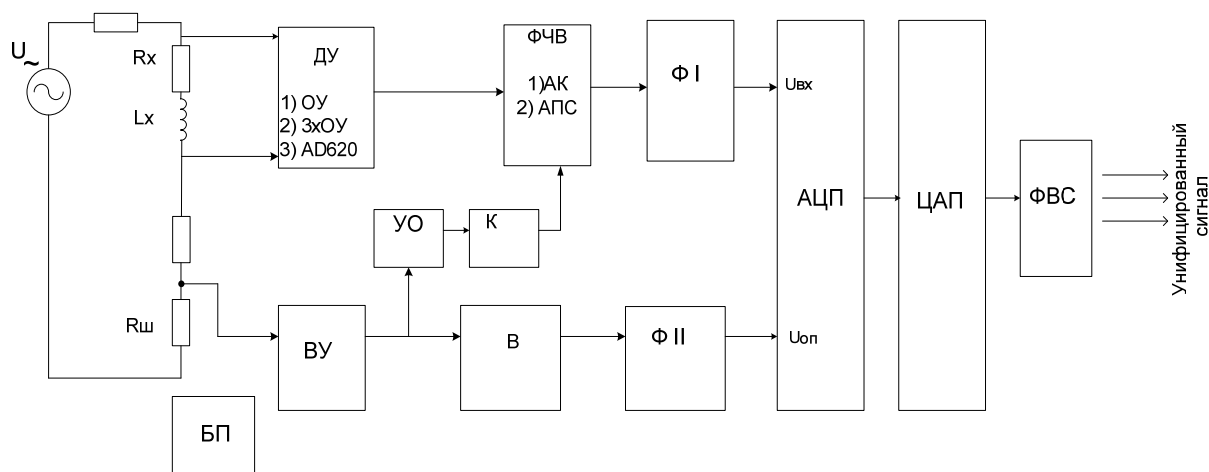 U
~
Rx
Lx
Rш
ДУ
1) ОУ
2) 3хОУ
3) AD620
ФЧВ
1)АК
2) АПС
Ф I
УО
К
ВУ
В
Ф II
Uвх
АЦП
Uоп
ЦАП
ФВС
Унифицированный
сигнал
БП